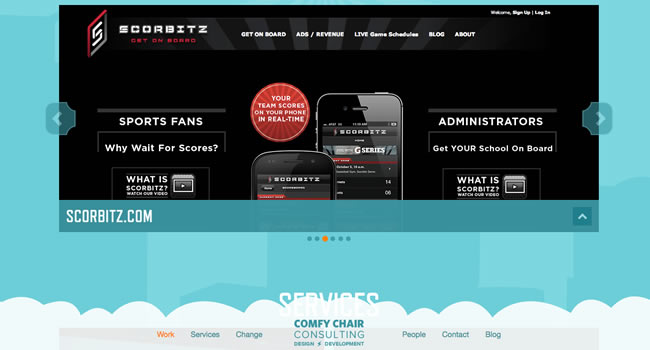 Welcome, Sign Up | Log In
SCORBITZ
GET ON BOARD
GET ON BOARD ADS / REVENUE LIVE Game Schedules BLOG ABOUT
YOUR
TEAM SCORES
ON YOUR PHONE
IN REAL-TIME
SPORTS FANS
Why Wait For Scores?
WHAT IS
SCORBITZ?
WATCH OUR VIDEO
SCORBITZ
HOME
G SERIES
SCORBITZ
ADMINISTRATORS
Get YOUR School On Board
WHAT IS
SCORBITZ?
WATCH OUR VIDEO
SCORBITZ.COM
SERVICES
Work Services Change
COMFY CHAIR
CONSULTING
DESIGN DEVELOPMENT
People Contact Blog